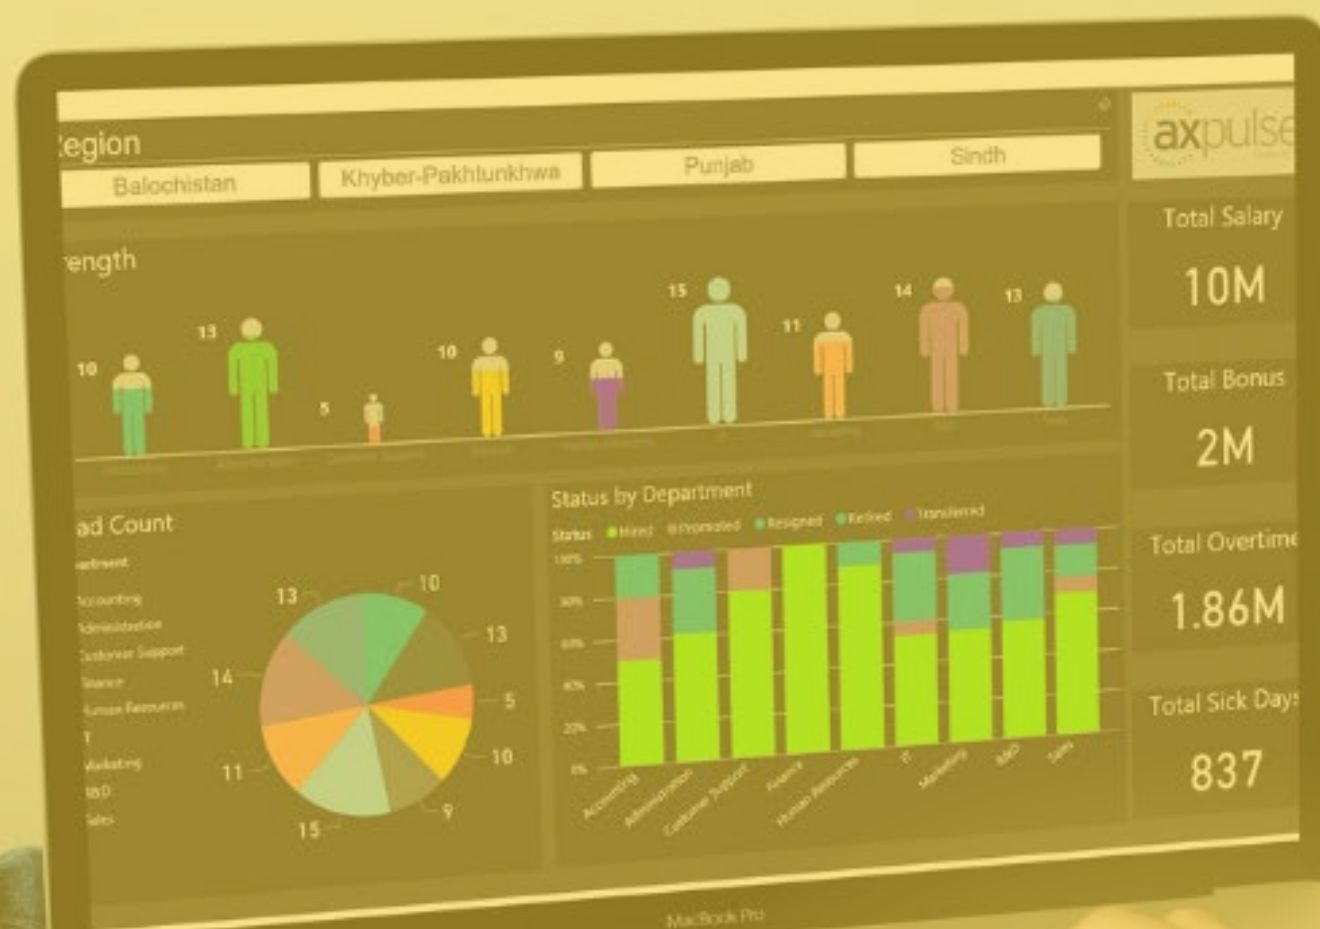 Region
Balochistan Khyber-Pakhtunkhwa Punjab Sindh
axpulse
rength
10 13 5 10 9 15 11 14 13
Total Salary
10M
Total Bonus
2M
Total Overtime
1.86M
Total Sick Days
837
ad Count
artment
Accounting
Administration
Customer Support
Finance
Human Resources
IT
Marketing
R&D
Sales
10
13
5
10
9
15
11
14
13
Status by Department
Status Hired Promoted Resigned Retired Transferred
100%
80%
60%
40%
20%
0%
Accounting Administration Customer Support Finance Human Resources IT Marketing R&D Sales
MacBook Pro